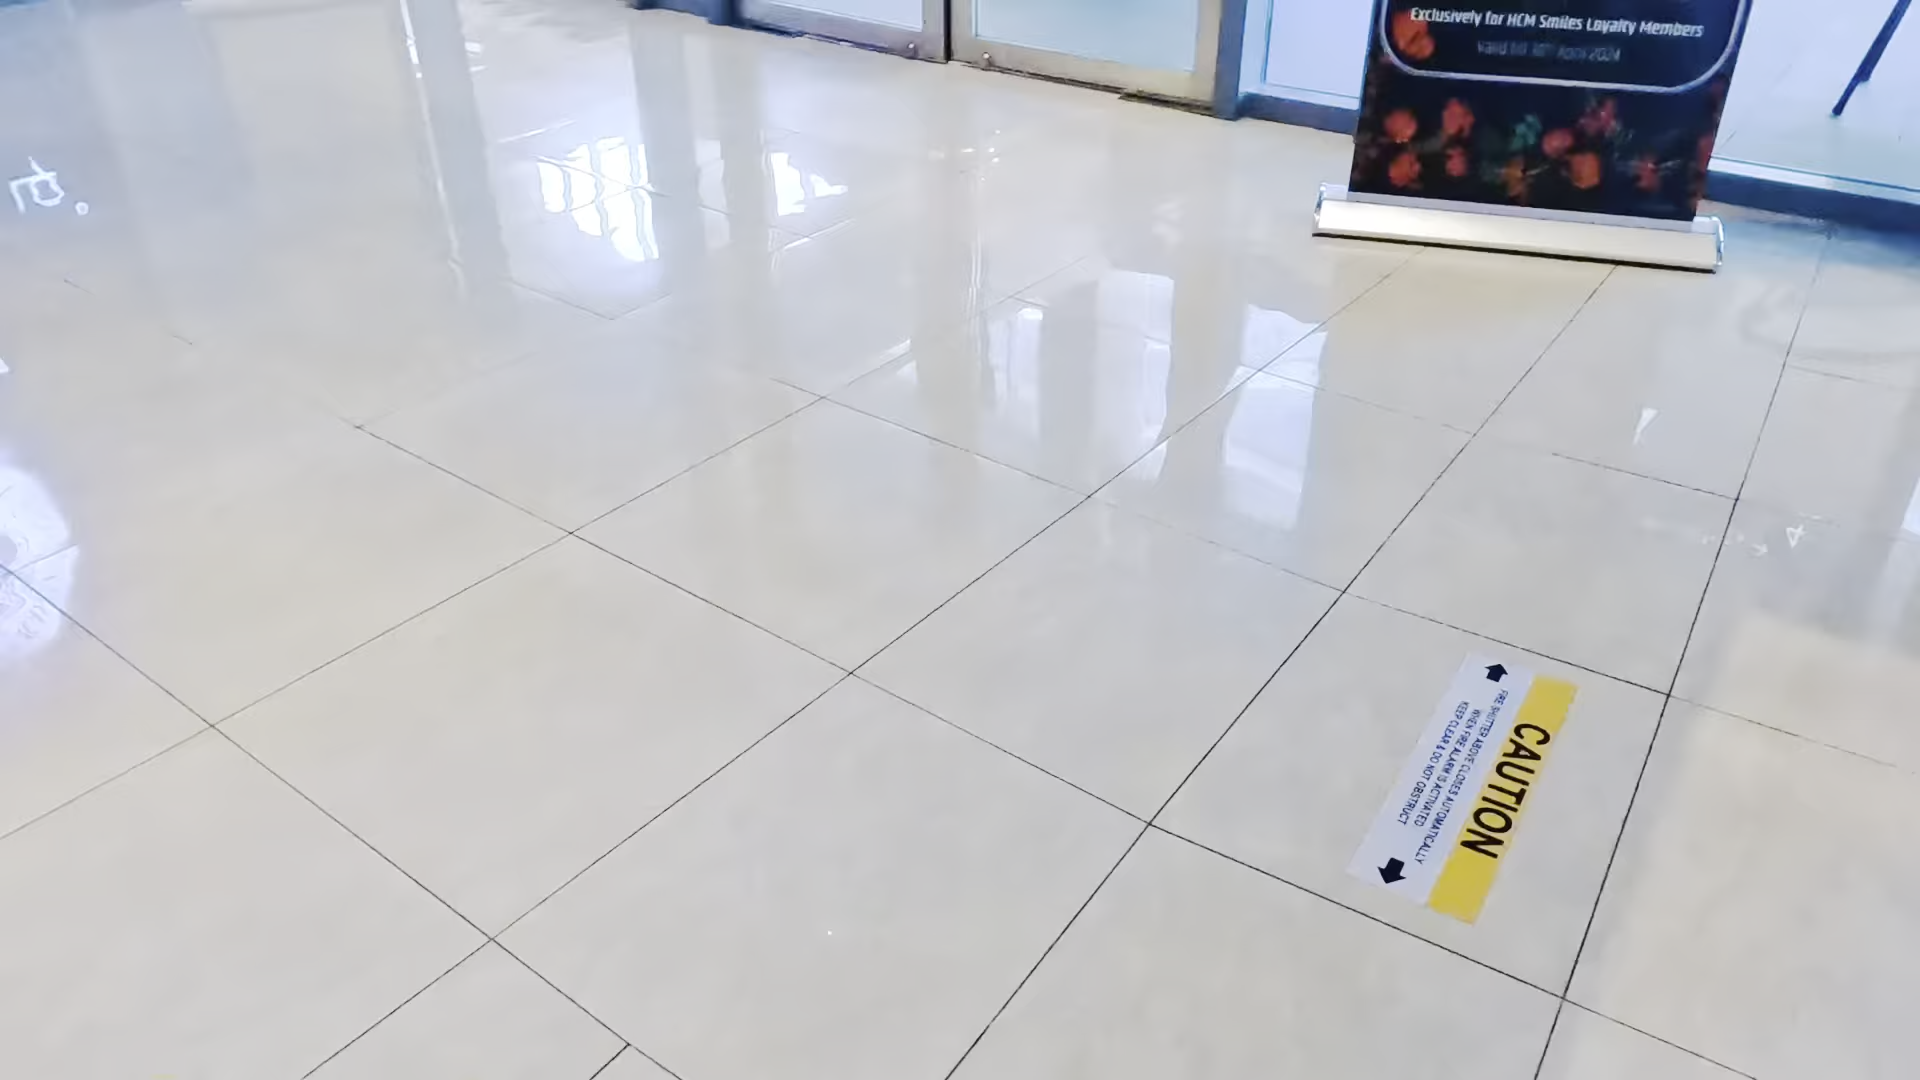 Exclusively for HCM Smiles Loyalty Members
CAUTION
FIRE SHUTTER ABOVE CLOSES AUTOMATICALLY
WHEN FIRE ALARM IS ACTIVATED
KEEP CLEAR & DO NOT OBSTRUCT